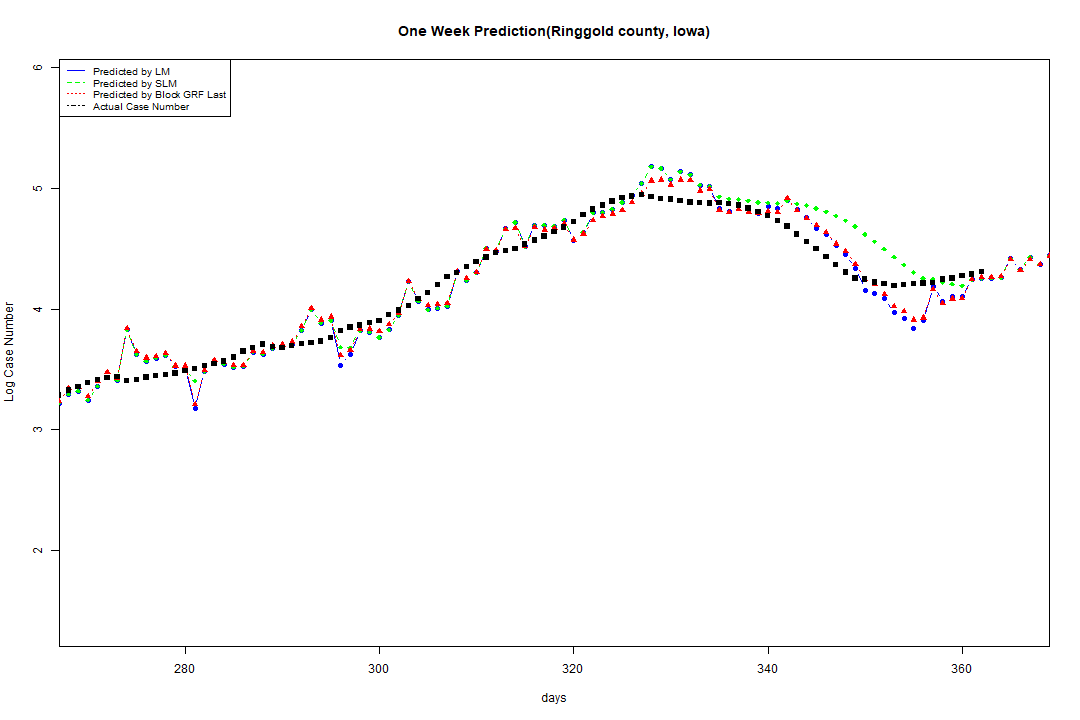 One Week Prediction(Ringgold county, Iowa)
Predicted by LM
Predicted by SLM
Predicted by Block GRF Last
Actual Case Number
6
5
4
3
2
Log Case Number
280 300 320 340 360
days